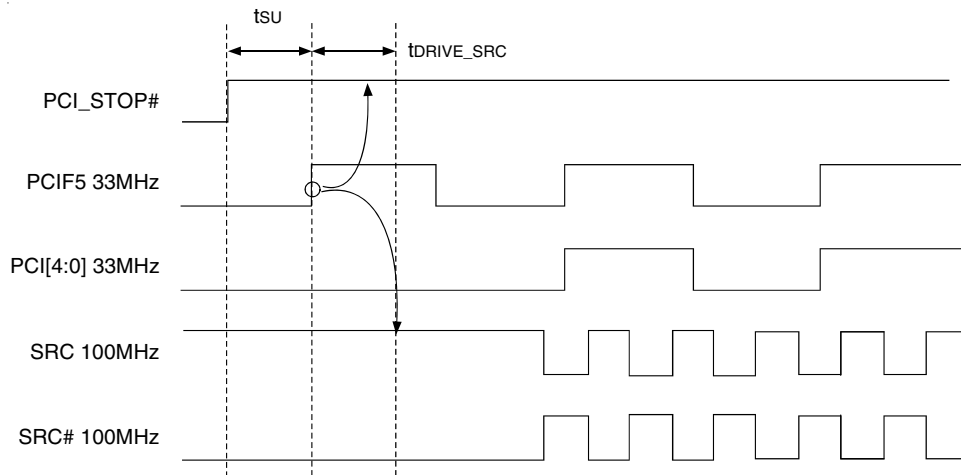 tSU
tDRIVE_SRC
PCI_STOP#
PCIF5 33MHz
PCI[4:0] 33MHz
SRC 100MHz
SRC# 100MHz